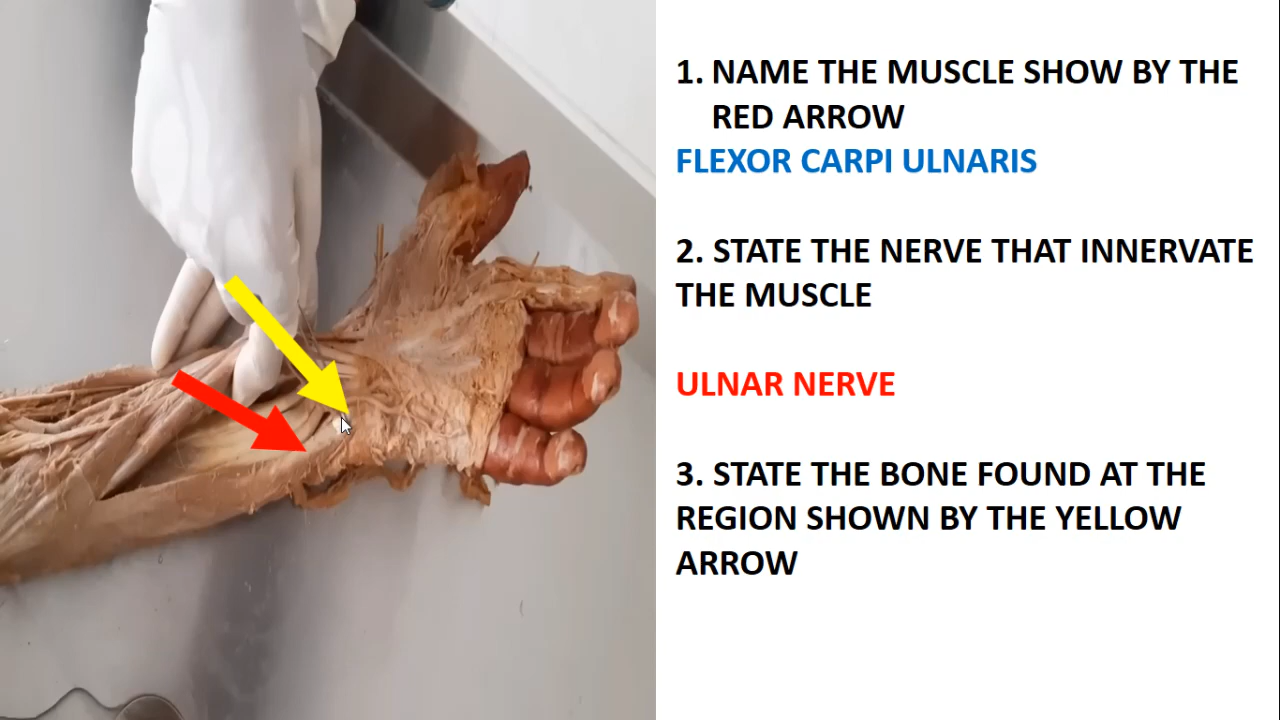 1. NAME THE MUSCLE SHOW BY THE
RED ARROW
FLEXOR CARPI ULNARIS
2. STATE THE NERVE THAT INNERVATE
THE MUSCLE
ULNAR NERVE
3. STATE THE BONE FOUND AT THE
REGION SHOWN BY THE YELLOW
ARROW